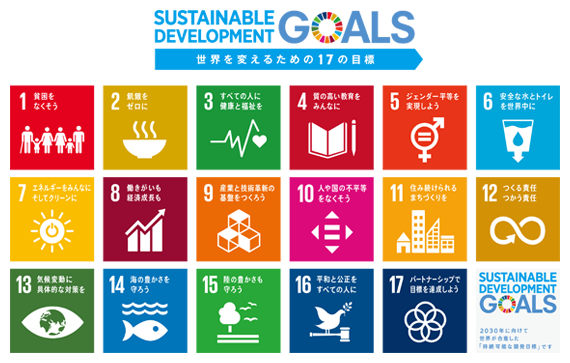 SUSTAINABLE
DEVELOPMENT
GOALS
世界を変えるための17の目標
1 貧困を
なくそう
2 飢餓を
ゼロに
3 すべての人に
健康と福祉を
4 質の高い教育を
みんなに
5 ジェンダー平等を
実現しよう
6 安全な水とトイレ
を世界中に
7 エネルギーをみんなに
そしてクリーンに
8 働きがいも
経済成長も
9 産業と技術革新の
基盤をつくろう
10 人や国の不平等
をなくそう
11 住み続けられる
まちづくりを
12 つくる責任
つかう責任
13 気候変動に
具体的な対策を
14 海の豊かさを
守ろう
15 陸の豊かさも
守ろう
16 平和と公正を
すべての人に
17 パートナーシップで
目標を達成しよう
SUSTAINABLE
DEVELOPMENT
GOALS
2030年に向けて
世界が合意した
「持続可能な開発目標」です